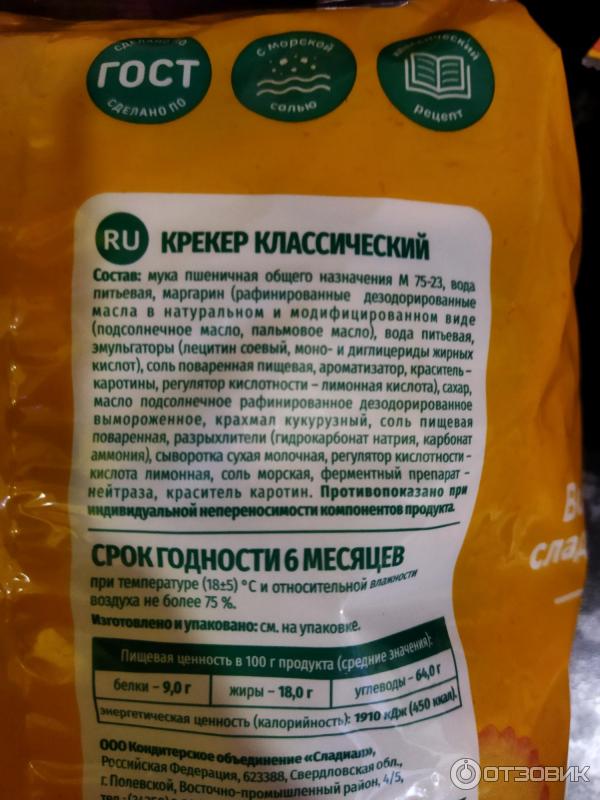 СДЕЛАНО ПО
ГОСТ
СДЕЛАНО ПО
С МОРСКОЙ
СОЛЬЮ
КЛАССИЧЕСКИЙ
РЕЦЕПТ
RU КРЕКЕР КЛАССИЧЕСКИЙ
Состав: мука пшеничная общего назначения М 75-23, вода
питьевая, маргарин (рафинированные дезодорированные
масла в натуральном и модифицированном виде
(подсолнечное масло, пальмовое масло), вода питьевая,
эмульгаторы (лецитин соевый, моно- и диглицериды жирных
кислот), соль поваренная пищевая, ароматизатор, краситель –
каротины, регулятор кислотности – лимонная кислота), сахар,
масло подсолнечное рафинированное дезодорированное
вымороженное, крахмал кукурузный, соль пищевая
поваренная, разрыхлители (гидрокарбонат натрия, карбонат
аммония), сыворотка сухая молочная, регулятор кислотности -
кислота лимонная, соль морская, ферментный препарат -
нейтраза, краситель каротин. Противопоказано при
индивидуальной непереносимости компонентов продукта.
СРОК ГОДНОСТИ 6 МЕСЯЦЕВ
при температуре (18±5) °С и относительной влажности
воздуха не более 75 %.
Изготовлено и упаковано: см. на упаковке.
Пищевая ценность в 100 г продукта (средние значения):
белки – 9,0 г жиры – 18,0 г углеводы – 64,0 г
энергетическая ценность (калорийность): 1910 кДж (450 ккал).
ООО Кондитерское объединение «Сладиал»,
Российская Федерация, 623388, Свердловская обл.,
г. Полевской, Восточно-промышленный район, 4/5,
ОТЗОВИК